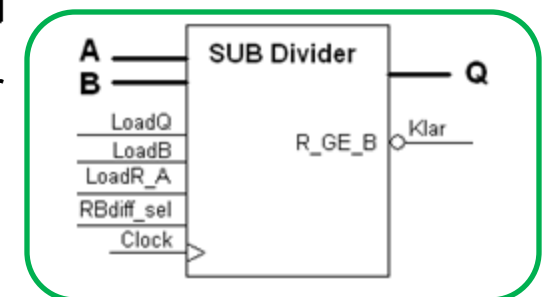 A
B
SUB Divider
Q
LoadQ
LoadB
LoadR_A
RBdiff_sel
Clock
R_GE_B
Klar